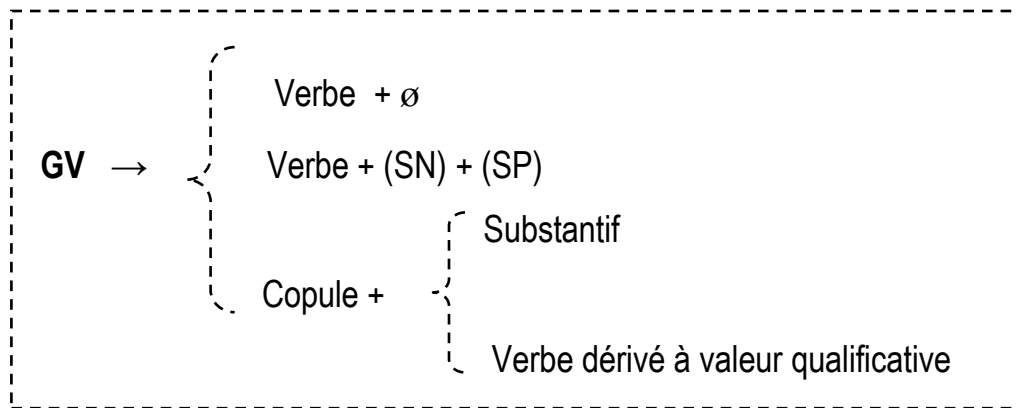 Verbe + ø
GV → Verbe + (SN) + (SP)
Substantif
Copule +
Verbe dérivé à valeur qualificative